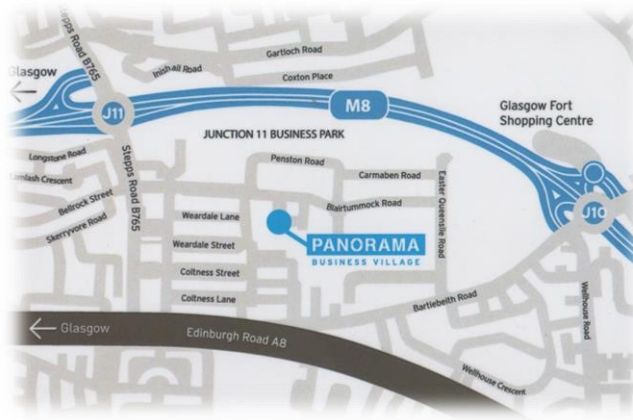 Stepps Road B765
Gartloch Road
Glasgow
Inishail Road
Coxton Place
M8
J11
Glasgow Fort
Shopping Centre
JUNCTION 11 BUSINESS PARK
Longstone Road
Lamlash Crescent
Penston Road
Carmaben Road
Stepps Road B765
Bellrock Street
Skerryvore Road
Weardale Lane
Blairtummock Road
Easter Queenslie Road
J10
Weardale Street
PANORAMA
BUSINESS VILLAGE
Coltness Street
Coltness Lane
Bartiebeith Road
Wellhouse Road
Glasgow
Edinburgh Road A8
Wellhouse Crescent